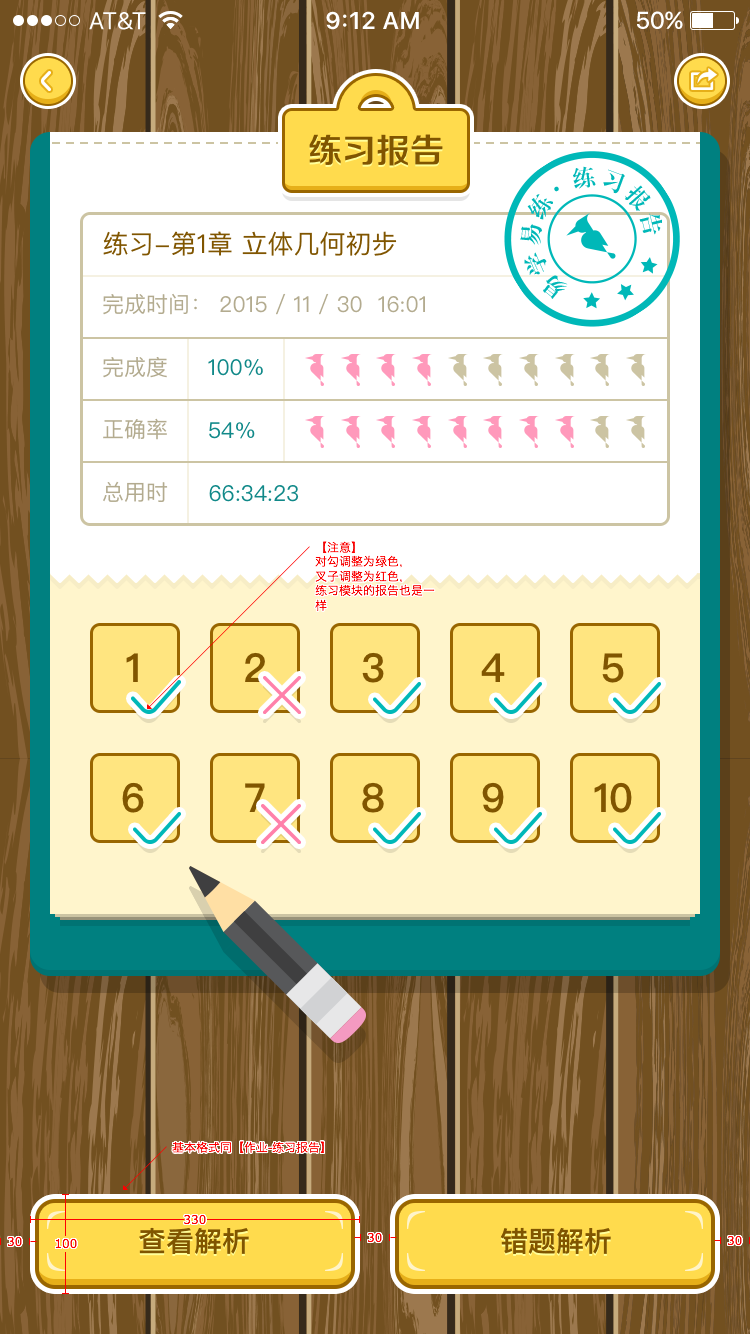 AT&T
9:12 AM
50%
练习报告
易学易练·练习报告
练习-第1章 立体几何初步
完成时间： 2015 / 11 / 30 16:01
完成度 100%
正确率 54%
总用时 66:34:23
【注意】
对勾调整为绿色，
叉子调整为红色，
练习模块的报告也是一
样
1 2 3 4 5
6 7 8 9 10
基本格式同【作业-练习报告】
330
30
100
30
30
查看解析
错题解析